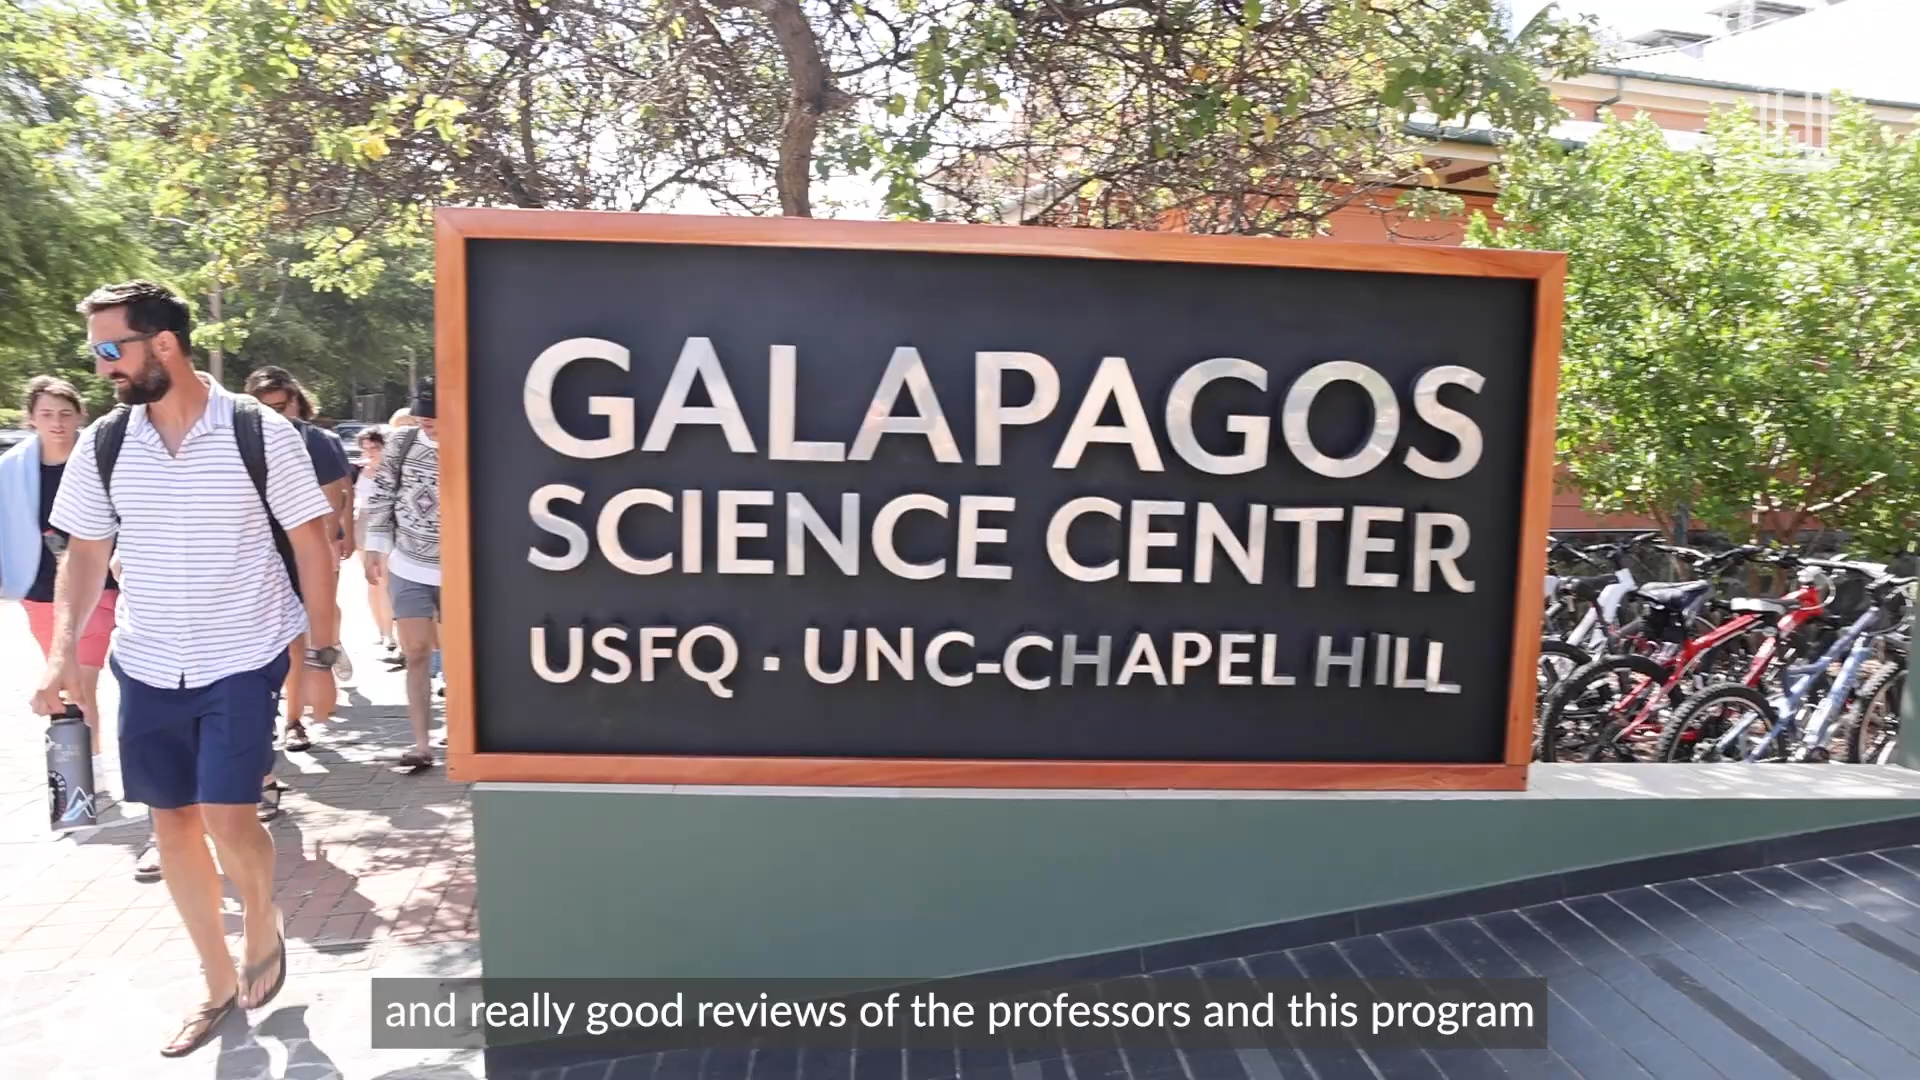 GALAPAGOS
SCIENCE CENTER
USFQ · UNC-CHAPEL HILL
and really good reviews of the professors and this program